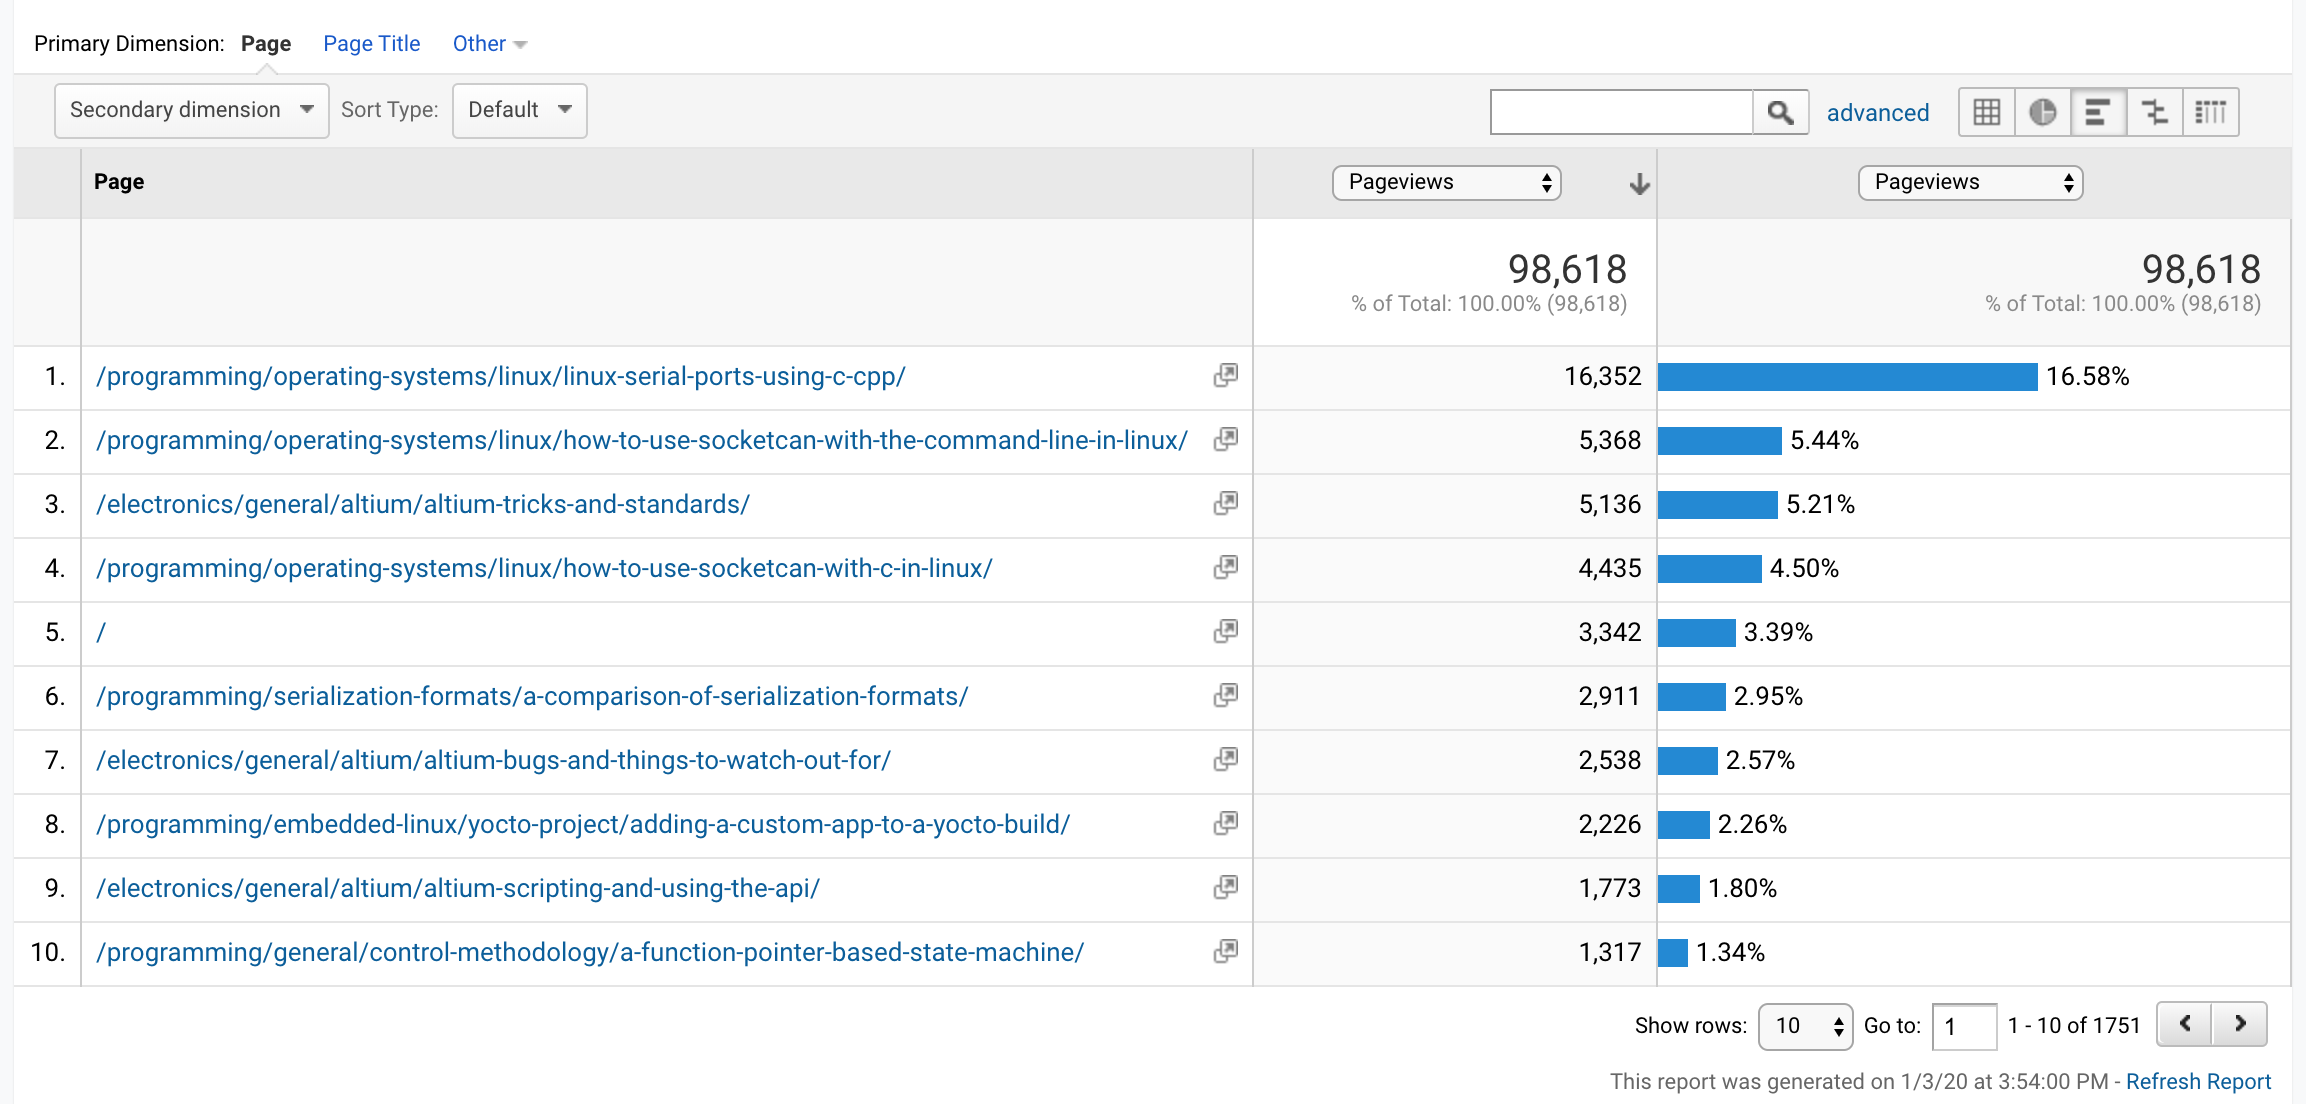 Primary Dimension: Page Page Title Other
Secondary dimension Sort Type: Default advanced
Page Pageviews Pageviews
98,618 98,618
% of Total: 100.00% (98,618) % of Total: 100.00% (98,618)
1. /programming/operating-systems/linux/linux-serial-ports-using-c-cpp/ 16,352 16.58%
2. /programming/operating-systems/linux/how-to-use-socketcan-with-the-command-line-in-linux/ 5,368 5.44%
3. /electronics/general/altium/altium-tricks-and-standards/ 5,136 5.21%
4. /programming/operating-systems/linux/how-to-use-socketcan-with-c-in-linux/ 4,435 4.50%
5. / 3,342 3.39%
6. /programming/serialization-formats/a-comparison-of-serialization-formats/ 2,911 2.95%
7. /electronics/general/altium/altium-bugs-and-things-to-watch-out-for/ 2,538 2.57%
8. /programming/embedded-linux/yocto-project/adding-a-custom-app-to-a-yocto-build/ 2,226 2.26%
9. /electronics/general/altium/altium-scripting-and-using-the-api/ 1,773 1.80%
10. /programming/general/control-methodology/a-function-pointer-based-state-machine/ 1,317 1.34%
Show rows: 10 Go to: 1 1 - 10 of 1751
This report was generated on 1/3/20 at 3:54:00 PM - Refresh Report